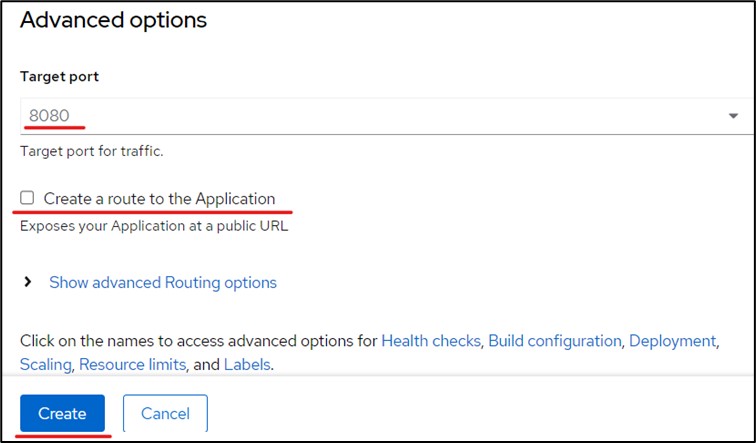 Advanced options
Target port
8080
Target port for traffic.
Create a route to the Application
Exposes your Application at a public URL
Show advanced Routing options
Click on the names to access advanced options for Health checks, Build configuration, Deployment,
Scaling, Resource limits, and Labels.
Create Cancel